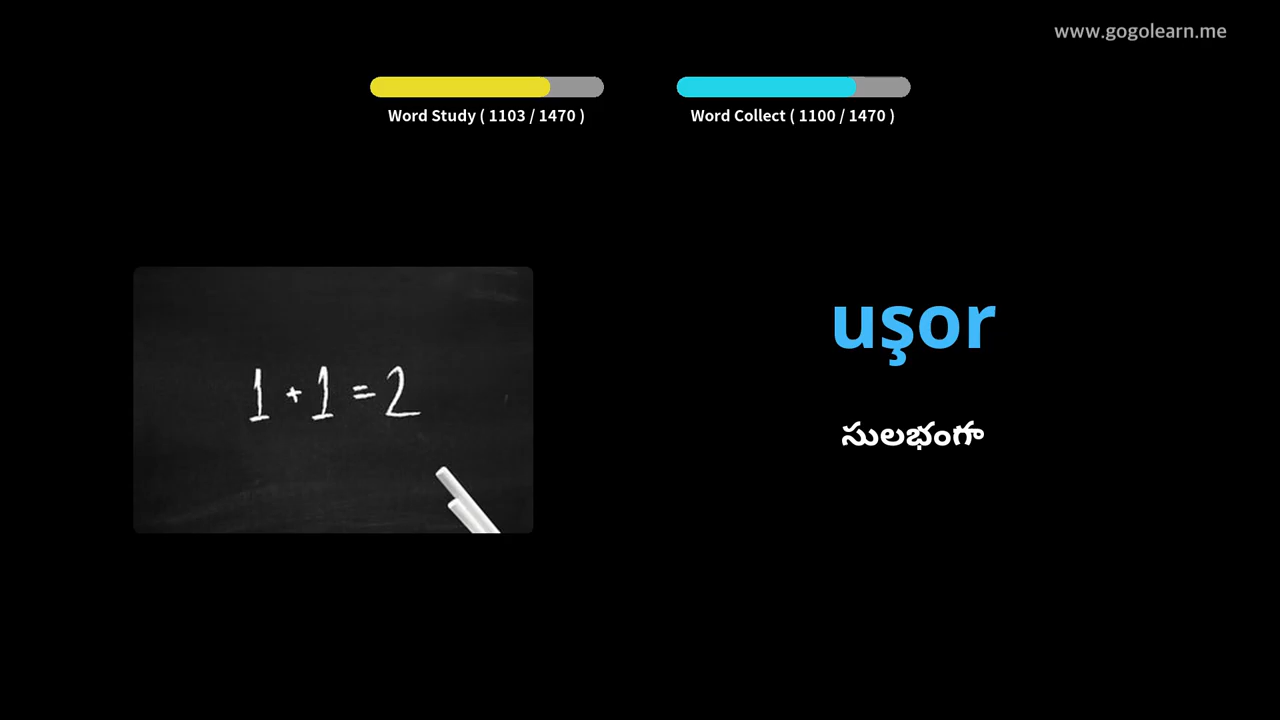 www.gogolearn.me
Word Study ( 1103 / 1470 )
Word Collect ( 1100 / 1470 )
1 + 1 = 2
uşor
సులభంగా